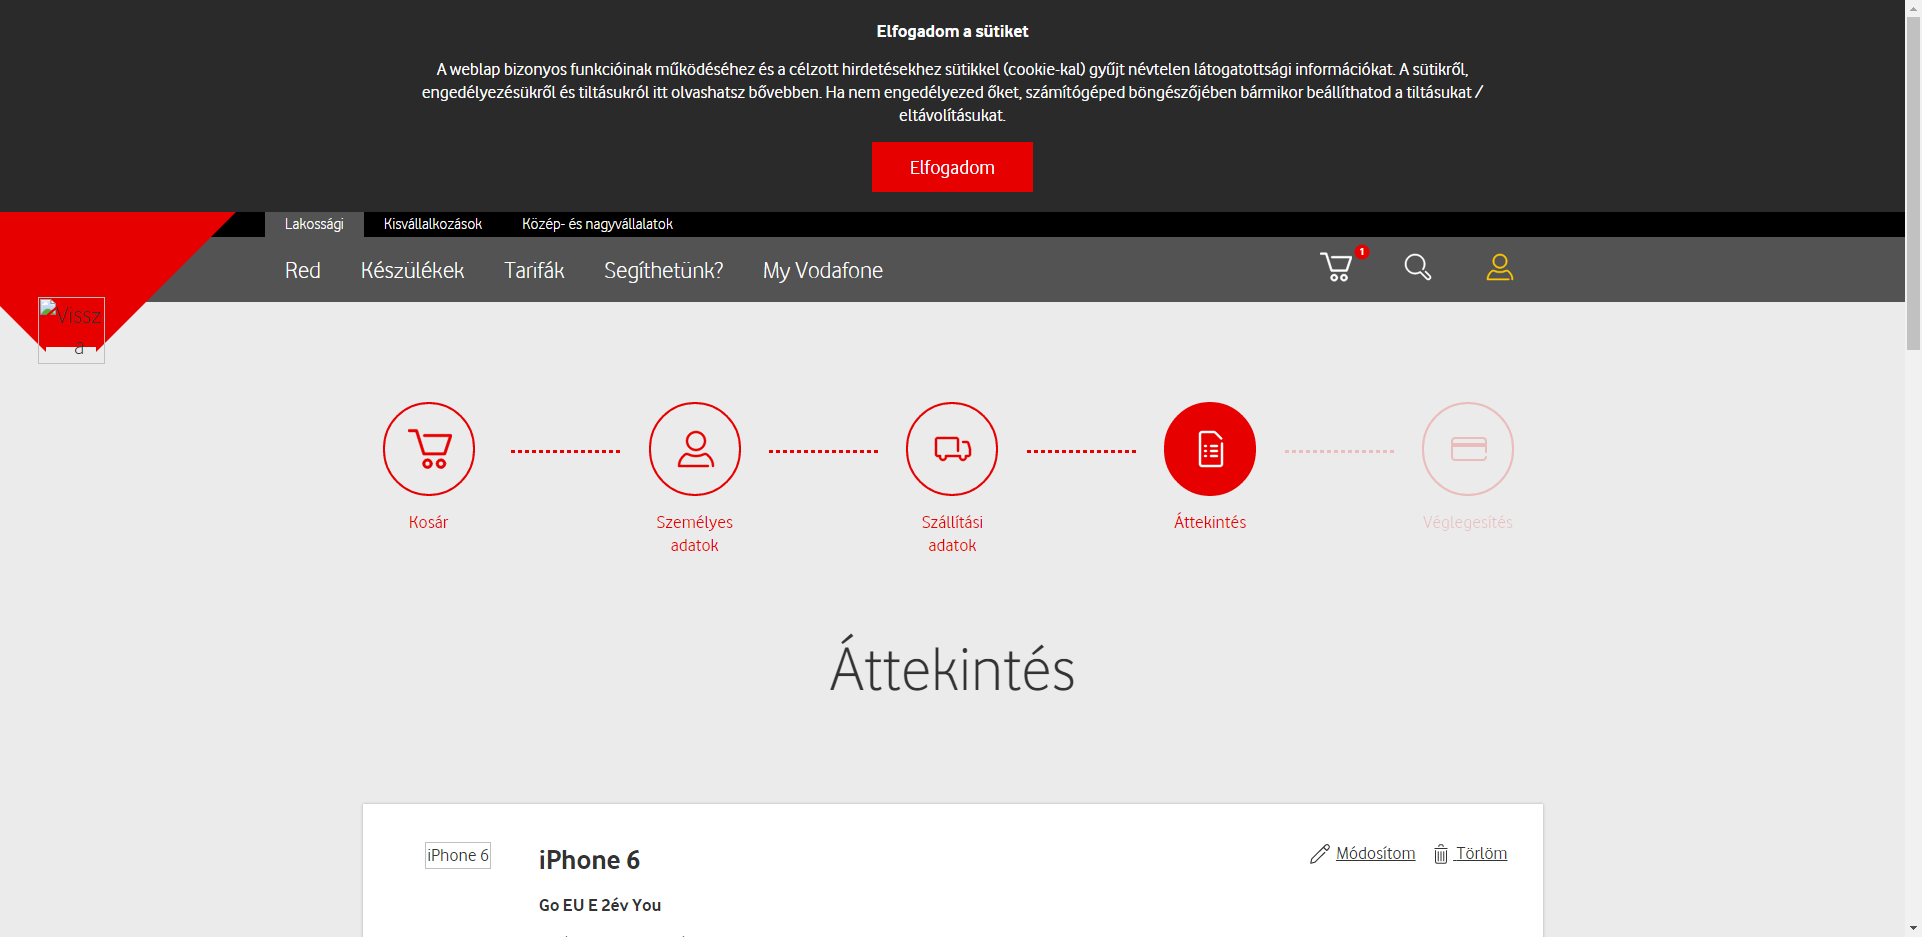 Elfogadom a sütiket
A weblap bizonyos funkcióinak működéséhez és a célzott hirdetésekhez sütikkel (cookie-kal) gyűjt névtelen látogatottsági információkat. A sütikről,
engedélyezésükről és tiltásukról itt olvashatsz bővebben. Ha nem engedélyezed őket, számítógéped böngészőjében bármikor beállíthatod a tiltásukat /
eltávolításukat.
Elfogadom
Lakossági
Kisvállalkozások
Közép- és nagyvállalatok
Red
Készülékek
Tarifák
Segíthetünk?
My Vodafone
1
Vissz
a
Kosár
Személyes
adatok
Szállítási
adatok
Áttekintés
Véglegesítés
Áttekintés
iPhone 6
iPhone 6
Módosítom
Törlöm
Go EU E 2év You